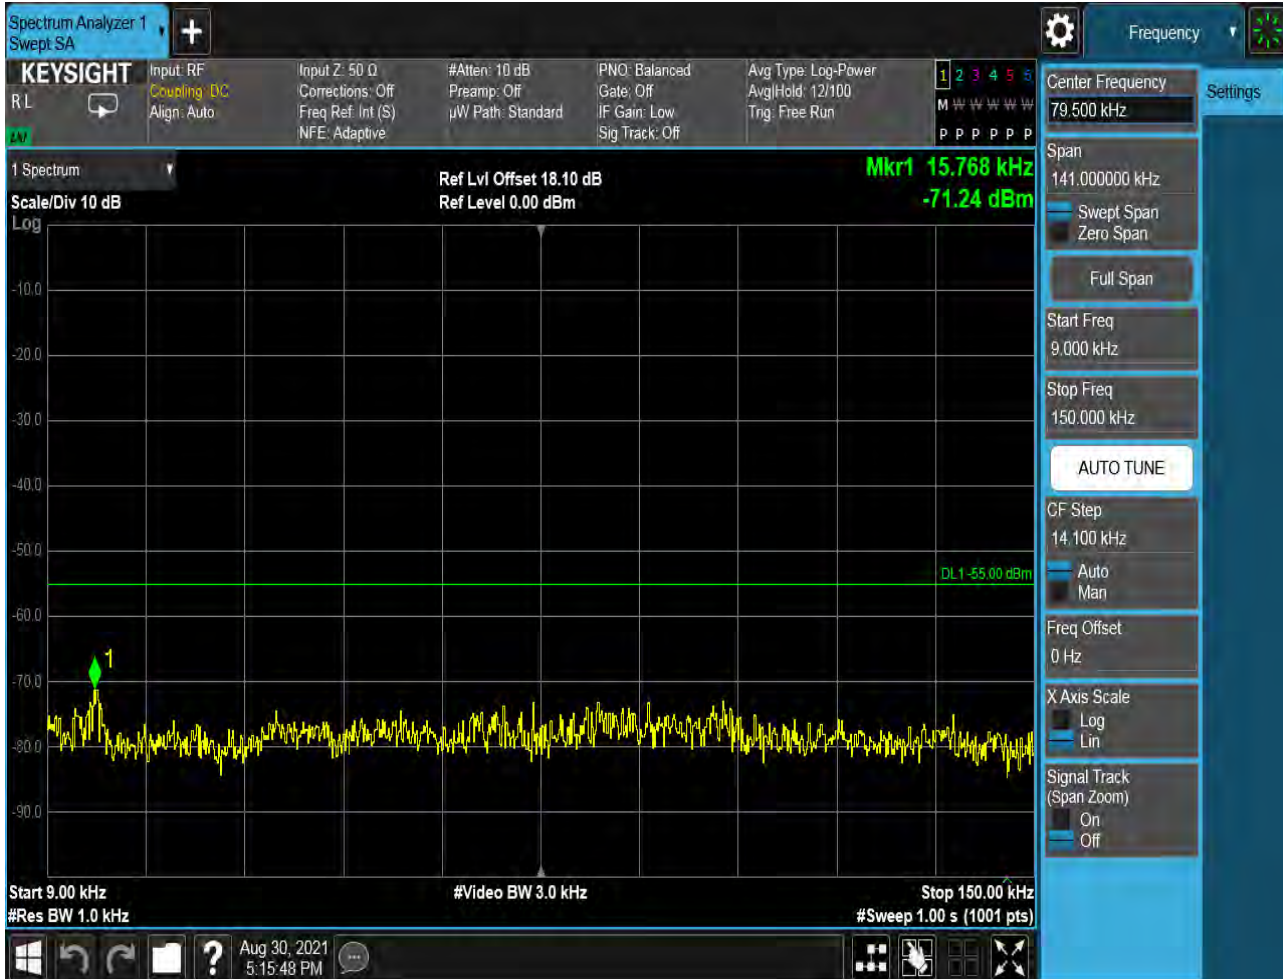 Spectrum Analyzer 1
Swept SA
Frequency
KEYSIGHT
R L
LXI
Input: RF
Coupling: DC
Align: Auto
Input Z: 50 Ω
Corrections: Off
Freq Ref: Int (S)
NFE: Adaptive
#Atten: 10 dB
Preamp: Off
µW Path: Standard
PNO: Balanced
Gate: Off
IF Gain: Low
Sig Track: Off
Avg Type: Log-Power
Avg|Hold: 12/100
Trig: Free Run
1 2 3 4 5 6
M W W W W W
P P P P P P
Center Frequency
79.500 kHz
Settings
Span
141.000000 kHz
Swept Span
Zero Span
Full Span
Start Freq
9.000 kHz
Stop Freq
150.000 kHz
AUTO TUNE
CF Step
14.100 kHz
Auto
Man
Freq Offset
0 Hz
X Axis Scale
Log
Lin
Signal Track
(Span Zoom)
On
Off
1 Spectrum
Scale/Div 10 dB
Log
Ref Lvl Offset 18.10 dB
Ref Level 0.00 dBm
Mkr1 15.768 kHz
-71.24 dBm
-10.0
-20.0
-30.0
-40.0
-50.0
DL1 -55.00 dBm
-60.0
1
-70.0
-80.0
-90.0
Start 9.00 kHz
#Video BW 3.0 kHz
Stop 150.00 kHz
#Res BW 1.0 kHz
#Sweep 1.00 s (1001 pts)
?
Aug 30, 2021
5:15:48 PM